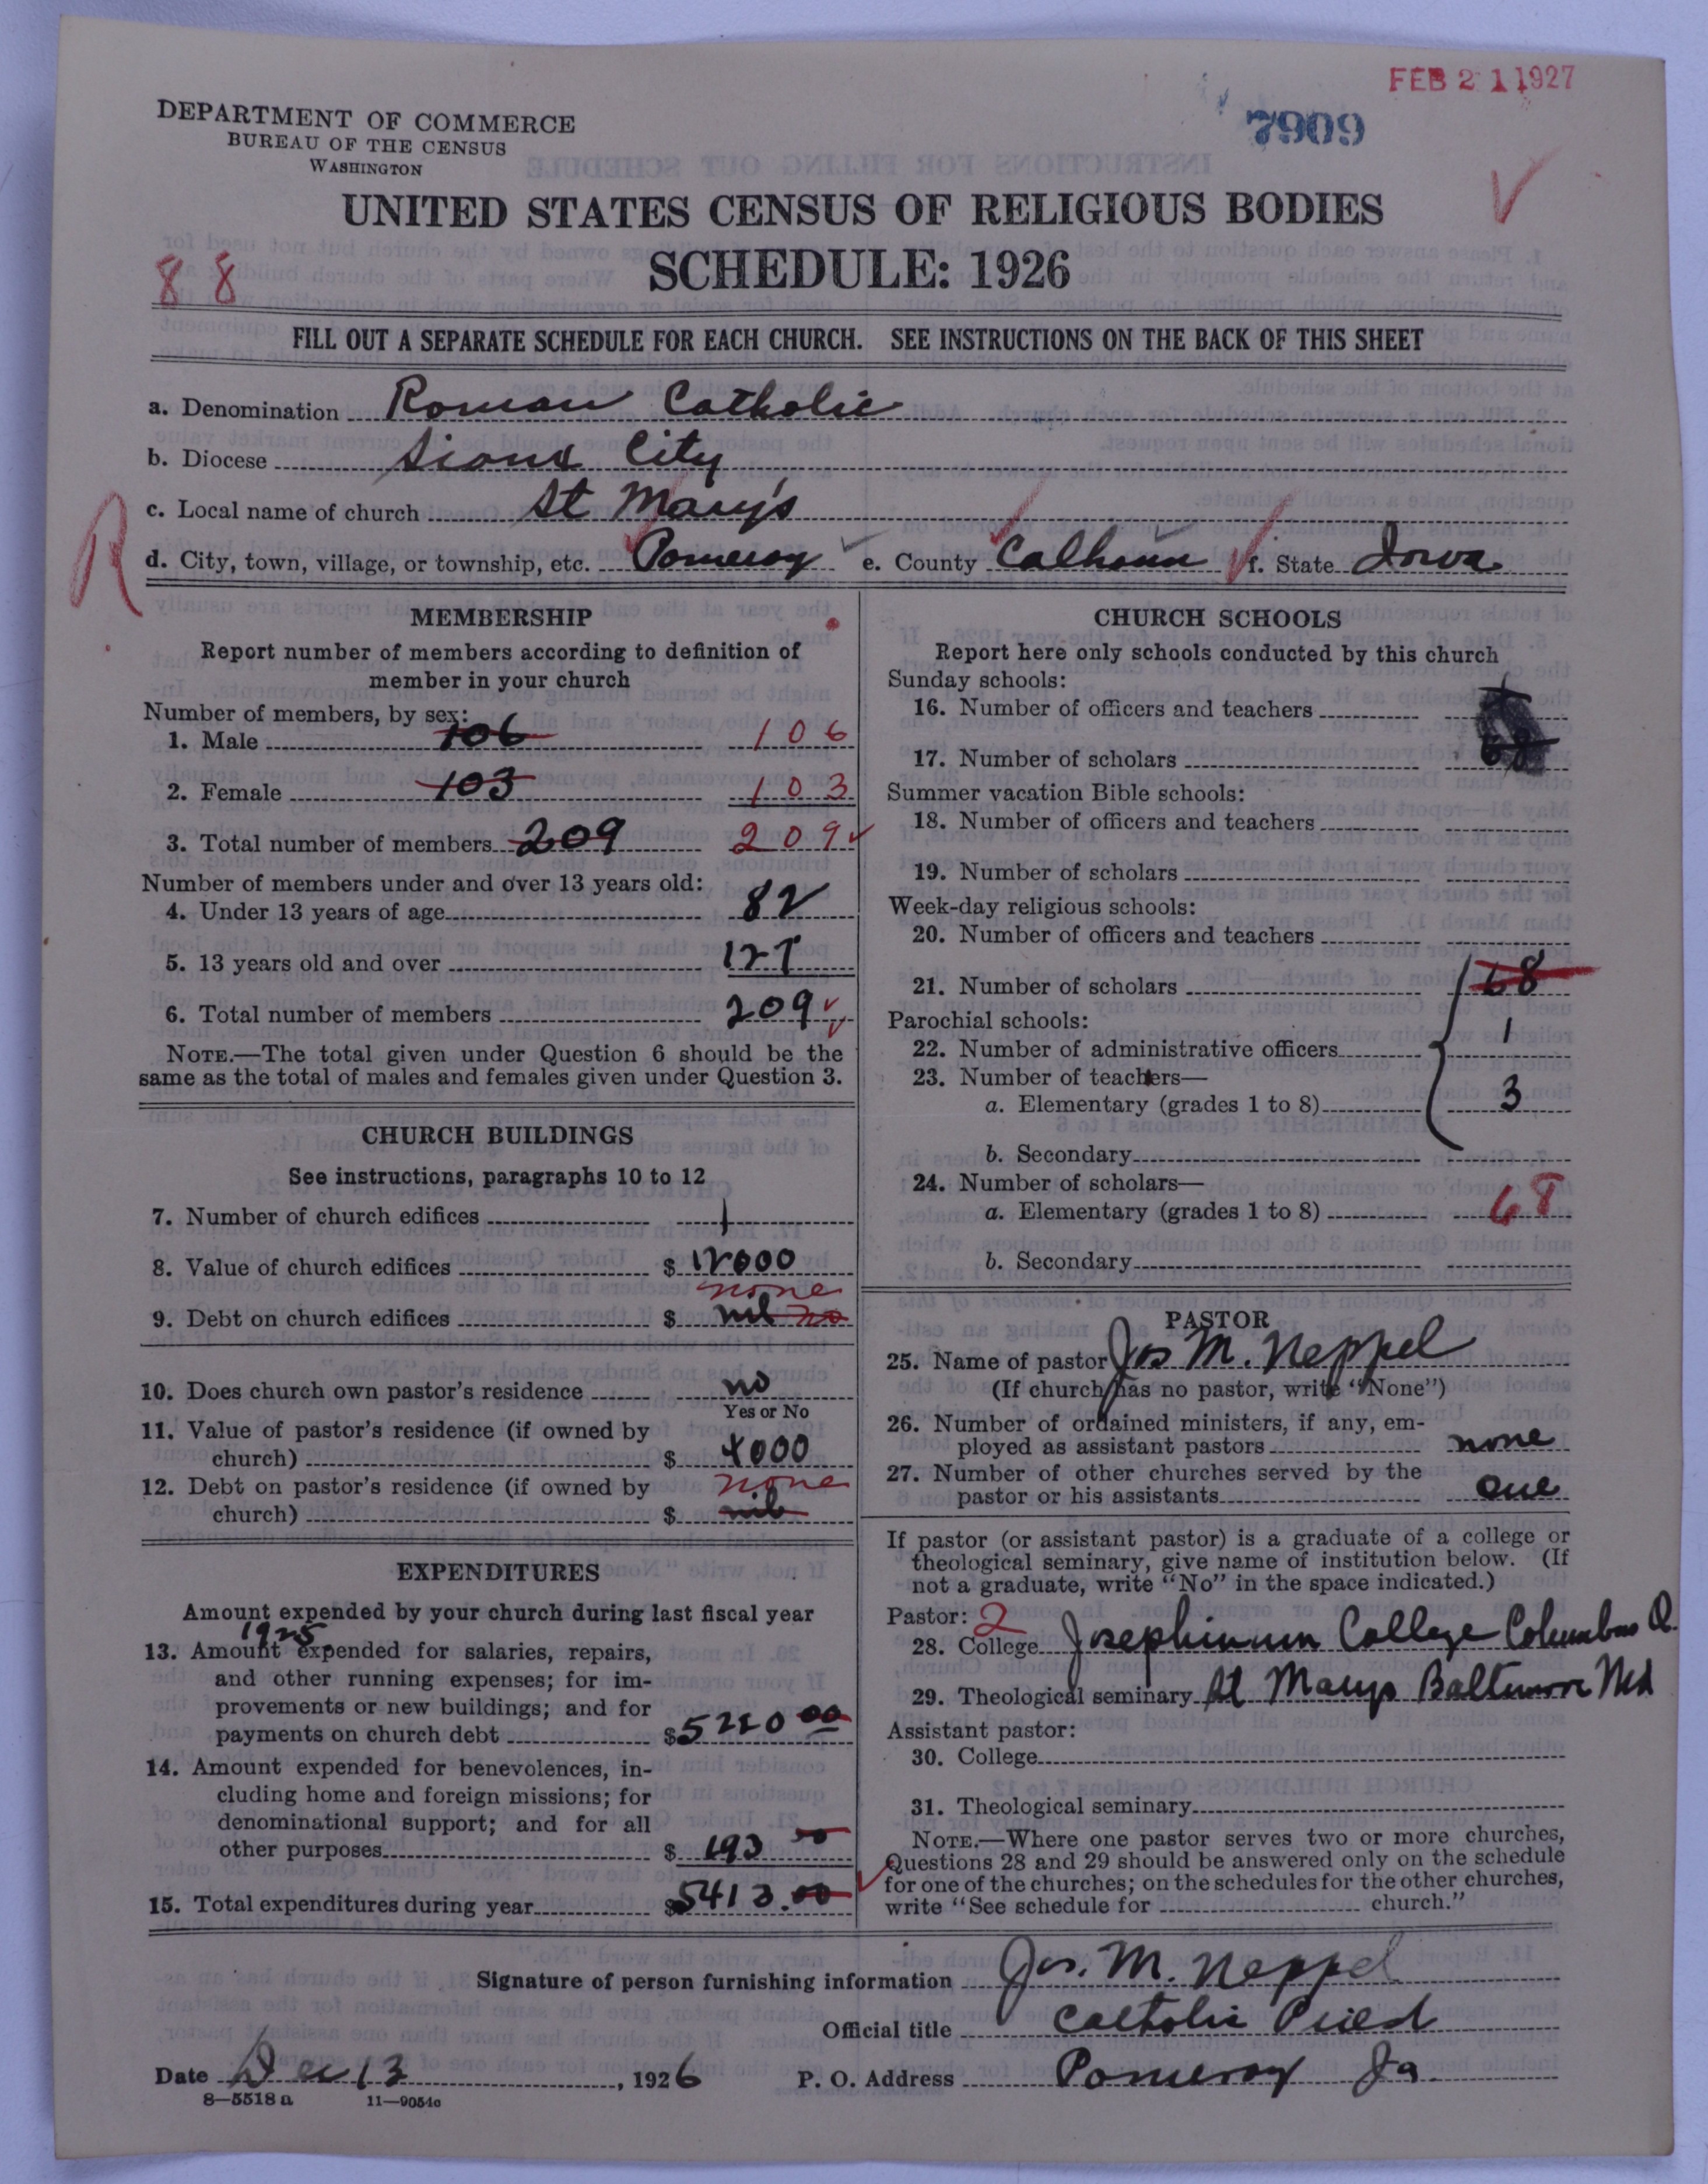 FEB 21 1927
7909
DEPARTMENT OF COMMERCE
BUREAU OF THE CENSUS
WASHINGTON
UNITED STATES CENSUS OF RELIGIOUS BODIES
SCHEDULE: 1926
88
FILL OUT A SEPARATE SCHEDULE FOR EACH CHURCH. SEE INSTRUCTIONS ON THE BACK OF THIS SHEET
a. Denomination Roman Catholic
b. Diocese Sioux City
c. Local name of church St Mary's
R
d. City, town, village, or township, etc. Pomeroy e. County Calhoun f. State Iowa
MEMBERSHIP
Report number of members according to definition of
member in your church
Number of members, by sex:
1. Male 106 106
2. Female 103 103
3. Total number of members 209 209
Number of members under and over 13 years old:
4. Under 13 years of age 82
5. 13 years old and over 127
6. Total number of members 209
NOTE.—The total given under Question 6 should be the
same as the total of males and females given under Question 3.
CHURCH BUILDINGS
See instructions, paragraphs 10 to 12
7. Number of church edifices 1
8. Value of church edifices $ 12000
none
9. Debt on church edifices $ nil no
10. Does church own pastor's residence no
Yes or No
11. Value of pastor's residence (if owned by
church) $ 4000
12. Debt on pastor's residence (if owned by none
church) $ nil
EXPENDITURES
Amount expended by your church during last fiscal year
1925
13. Amount expended for salaries, repairs,
and other running expenses; for im-
provements or new buildings; and for
payments on church debt $ 5220 00
14. Amount expended for benevolences, in-
cluding home and foreign missions; for
denominational support; and for all
other purposes $ 193 00
15. Total expenditures during year $ 5413.00
CHURCH SCHOOLS
Report here only schools conducted by this church
Sunday schools:
16. Number of officers and teachers
17. Number of scholars 68
Summer vacation Bible schools:
18. Number of officers and teachers
19. Number of scholars
Week-day religious schools:
20. Number of officers and teachers
21. Number of scholars 68
Parochial schools:
22. Number of administrative officers 1
23. Number of teachers—
a. Elementary (grades 1 to 8) 3
b. Secondary
24. Number of scholars—
a. Elementary (grades 1 to 8) 68
b. Secondary
PASTOR
25. Name of pastor Jos M. Neppel
(If church has no pastor, write "None")
26. Number of ordained ministers, if any, em-
ployed as assistant pastors none
27. Number of other churches served by the
pastor or his assistants one
If pastor (or assistant pastor) is a graduate of a college or
theological seminary, give name of institution below. (If
not a graduate, write "No" in the space indicated.)
Pastor: 2
28. College Josephinum College Columbus O.
29. Theological seminary St Marys Baltimore Md
Assistant pastor:
30. College
31. Theological seminary
NOTE.—Where one pastor serves two or more churches,
Questions 28 and 29 should be answered only on the schedule
for one of the churches; on the schedules for the other churches,
write "See schedule for church."
Signature of person furnishing information Jos. M. Neppel
Official title Catholic Priest
Date Dec 13, 1926 P. O. Address Pomeroy Ia.
8—5518 a 11—9054c